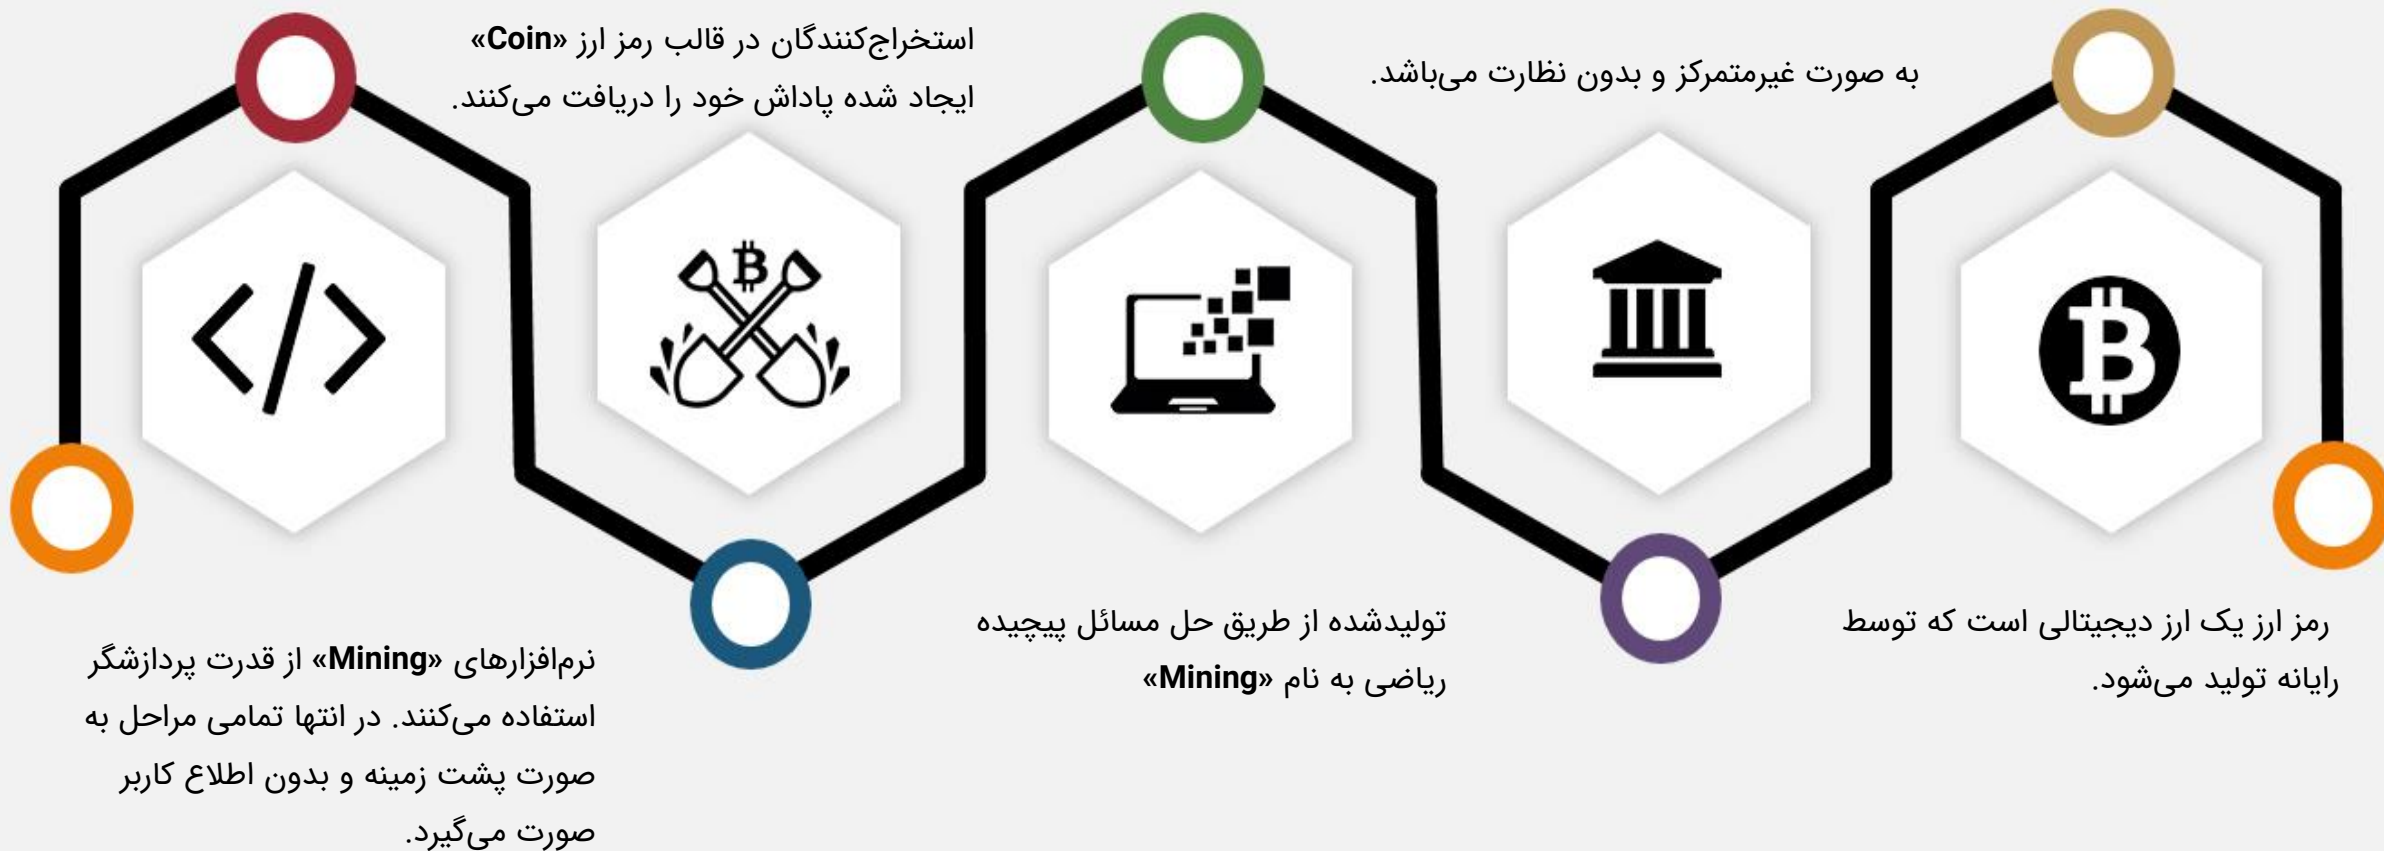 رمز ارز یک ارز دیجیتالی است که توسط
رایانه تولید می‌شود.
به صورت غیرمتمرکز و بدون نظارت می‌باشد.
تولیدشده از طریق حل مسائل پیچیده
ریاضی به نام «Mining»
استخراج‌کنندگان در قالب رمز ارز «Coin»
ایجاد شده پاداش خود را دریافت می‌کنند.
نرم‌افزارهای «Mining» از قدرت پردازشگر
استفاده می‌کنند. در انتها تمامی مراحل به
صورت پشت زمینه و بدون اطلاع کاربر
صورت می‌گیرد.